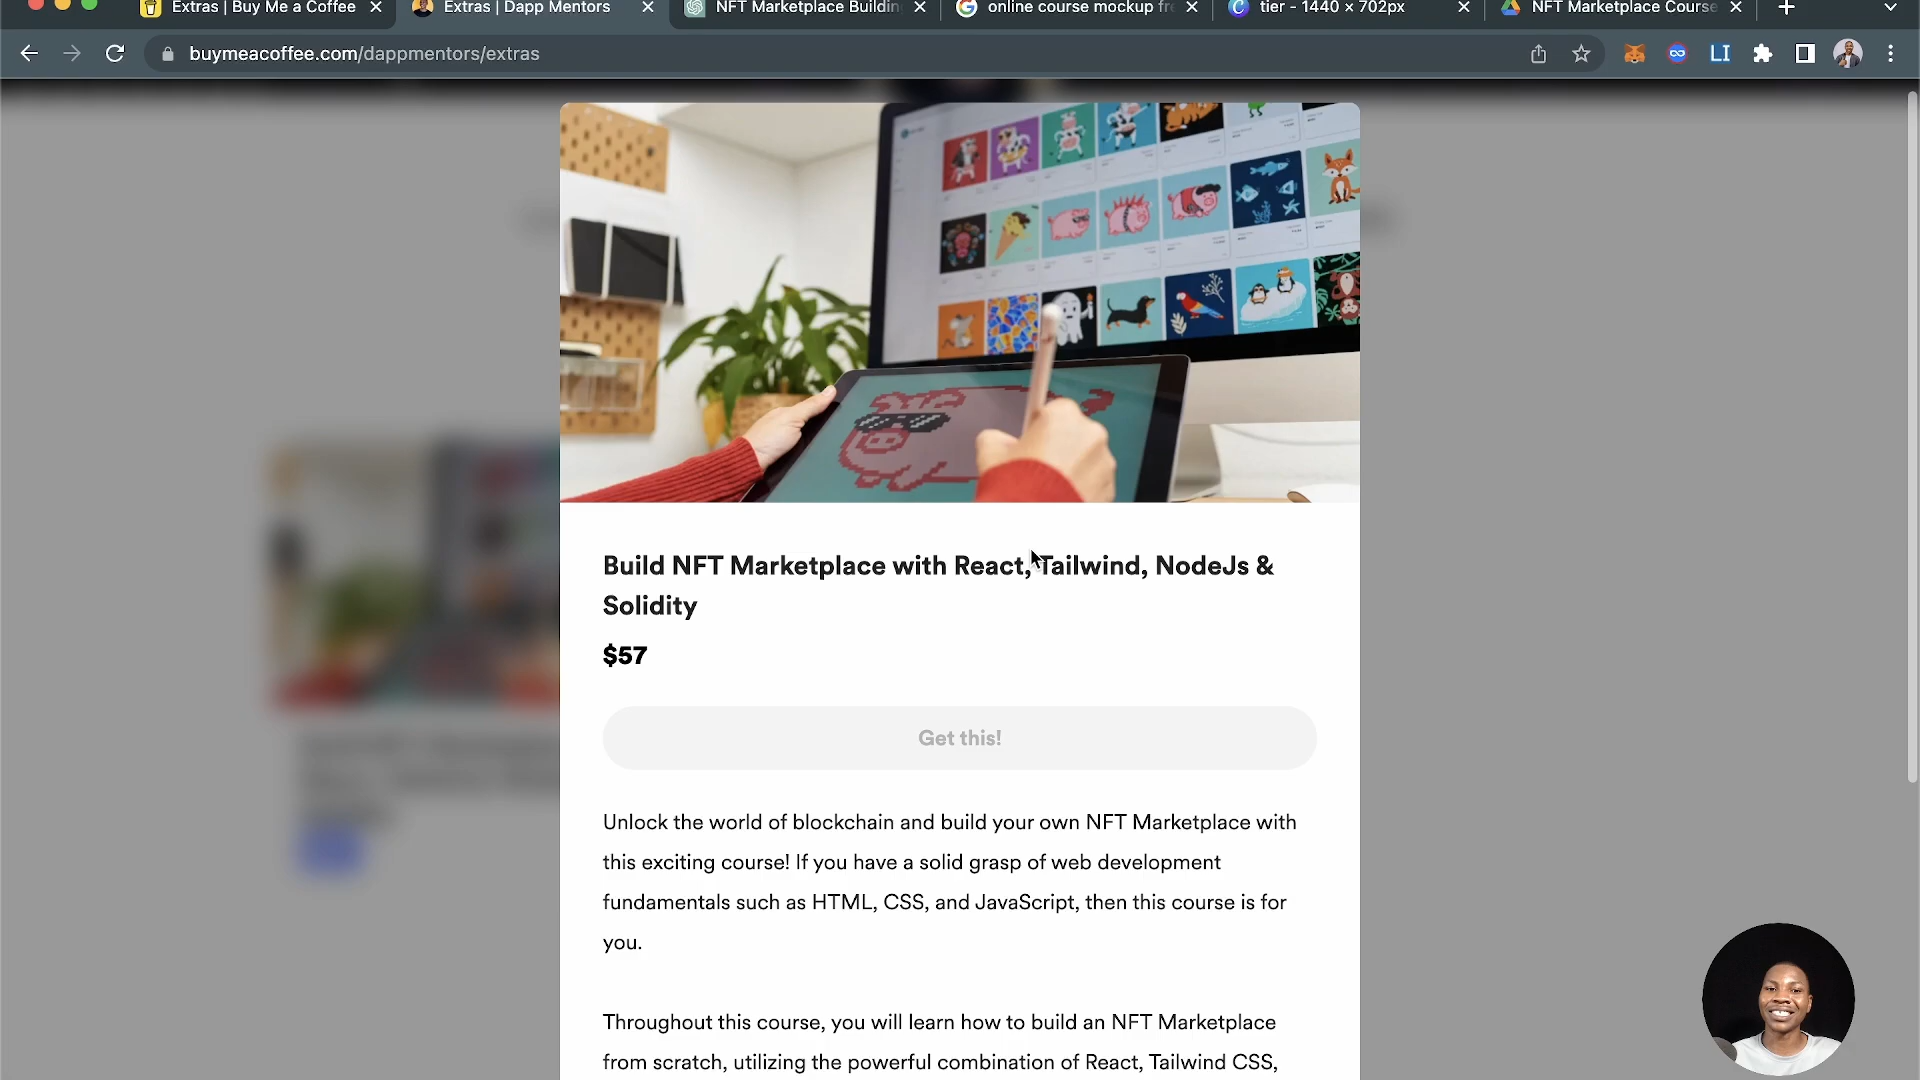 Extras | Buy Me a Coffee
Extras | Dapp Mentors
NFT Marketplace Building
online course mockup fre
tier - 1440 × 702px
NFT Marketplace Course
buymeacoffee.com/dappmentors/extras
LI
Build NFT Marketplace with React, Tailwind, NodeJs &
Solidity
$57
Get this!
Unlock the world of blockchain and build your own NFT Marketplace with
this exciting course! If you have a solid grasp of web development
fundamentals such as HTML, CSS, and JavaScript, then this course is for
you.
Throughout this course, you will learn how to build an NFT Marketplace
from scratch, utilizing the powerful combination of React, Tailwind CSS,